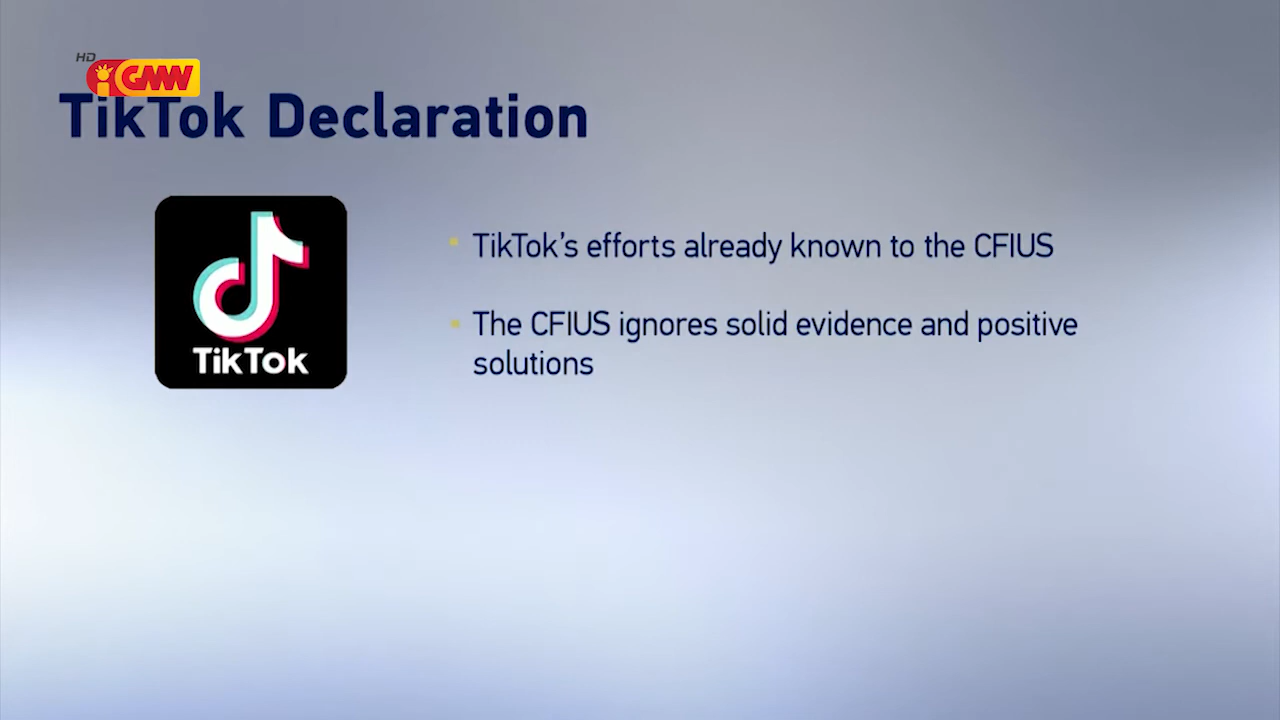 HD
iGMW
TikTok Declaration
TikTok
TikTok's efforts already known to the CFIUS
The CFIUS ignores solid evidence and positive
solutions